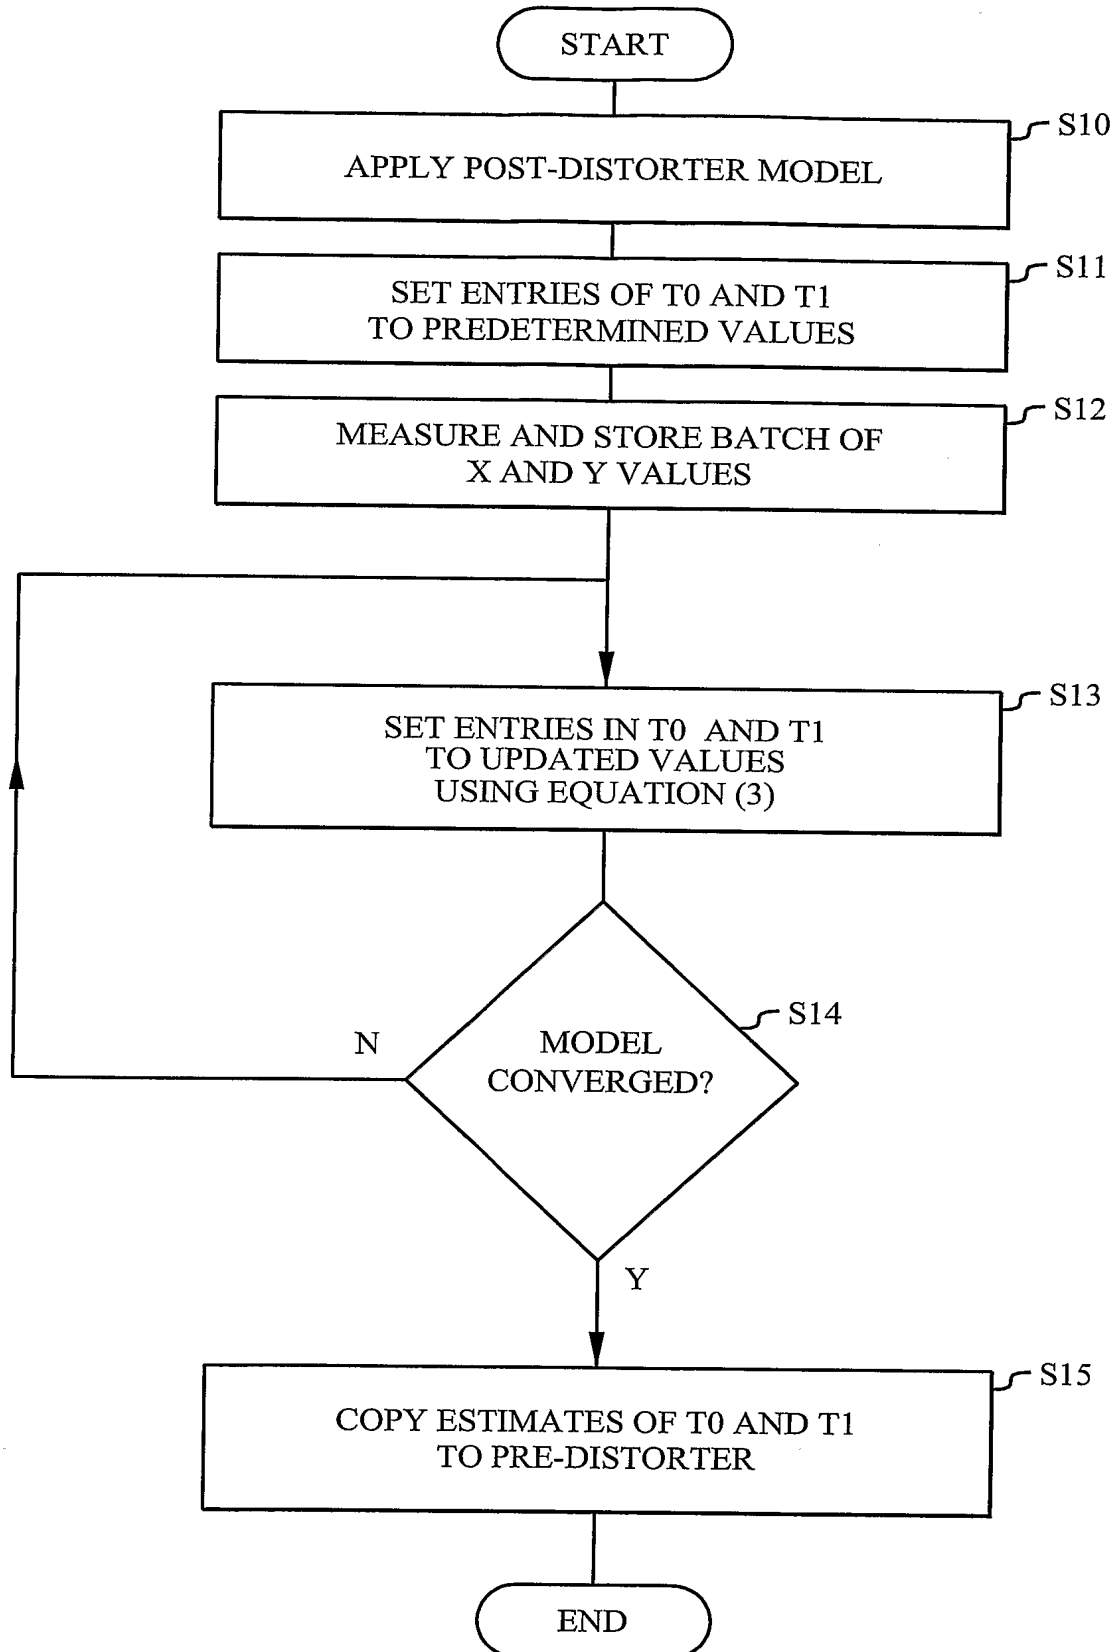 START
S10
APPLY POST-DISTORTER MODEL
S11
SET ENTRIES OF T0 AND T1
TO PREDETERMINED VALUES
S12
MEASURE AND STORE BATCH OF
X AND Y VALUES
S13
SET ENTRIES IN T0 AND T1
TO UPDATED VALUES
USING EQUATION (3)
S14
N
MODEL
CONVERGED?
Y
S15
COPY ESTIMATES OF T0 AND T1
TO PRE-DISTORTER
END